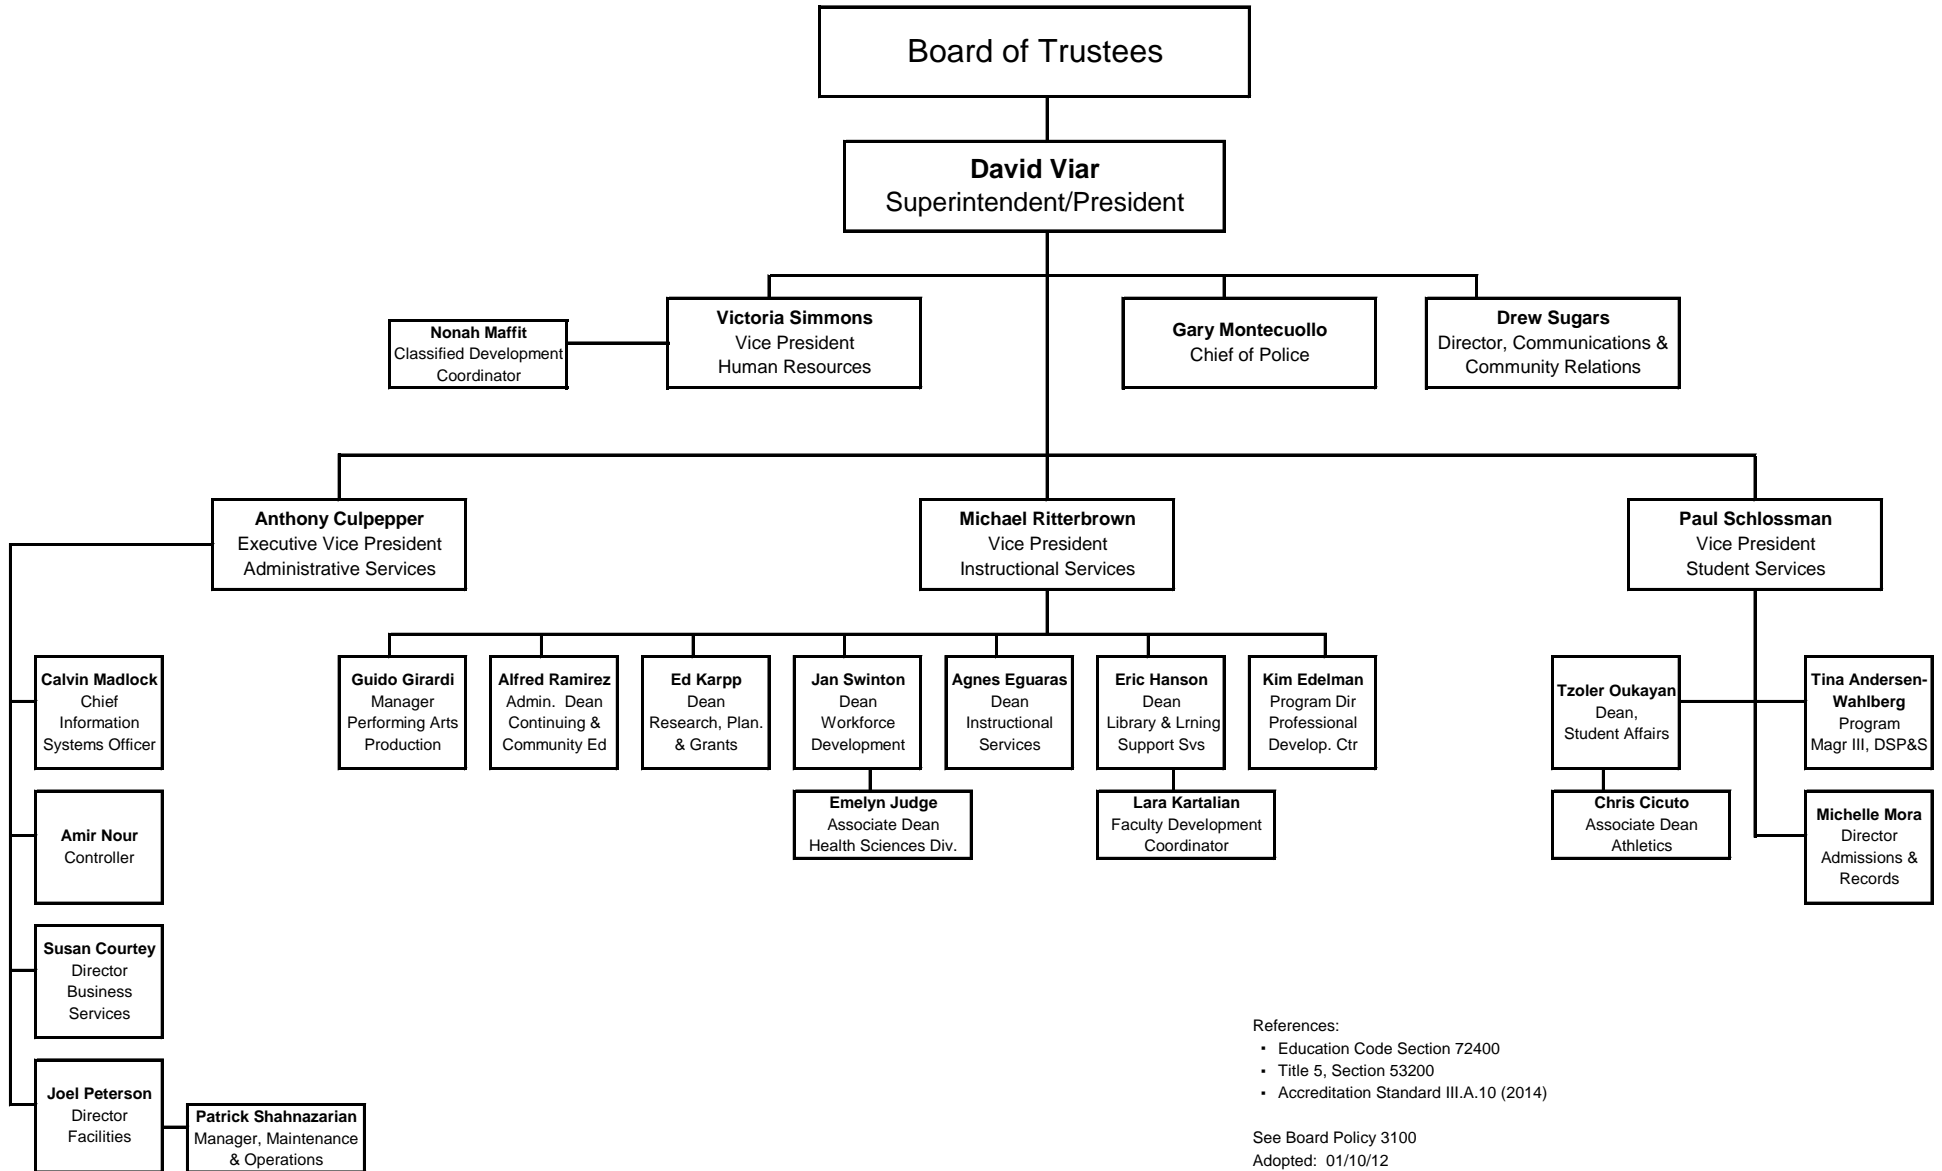 Board of Trustees
David Viar
Superintendent/President
Nonah Maffit
Classified Development
Coordinator
Victoria Simmons
Vice President
Human Resources
Gary Montecuollo
Chief of Police
Drew Sugars
Director, Communications &
Community Relations
Anthony Culpepper
Executive Vice President
Administrative Services
Michael Ritterbrown
Vice President
Instructional Services
Paul Schlossman
Vice President
Student Services
Calvin Madlock
Chief
Information
Systems Officer
Guido Girardi
Manager
Performing Arts
Production
Alfred Ramirez
Admin. Dean
Continuing &
Community Ed
Ed Karpp
Dean
Research, Plan.
& Grants
Jan Swinton
Dean
Workforce
Development
Agnes Eguaras
Dean
Instructional
Services
Eric Hanson
Dean
Library & Lrning
Support Svs
Kim Edelman
Program Dir
Professional
Develop. Ctr
Tzoler Oukayan
Dean,
Student Affairs
Tina Andersen-
Wahlberg
Program
Magr III, DSP&S
Amir Nour
Controller
Emelyn Judge
Associate Dean
Health Sciences Div.
Lara Kartalian
Faculty Development
Coordinator
Chris Cicuto
Associate Dean
Athletics
Michelle Mora
Director
Admissions &
Records
Susan Courtey
Director
Business
Services
Joel Peterson
Director
Facilities
Patrick Shahnazarian
Manager, Maintenance
& Operations
References:
▪ Education Code Section 72400
▪ Title 5, Section 53200
▪ Accreditation Standard III.A.10 (2014)
See Board Policy 3100
Adopted: 01/10/12